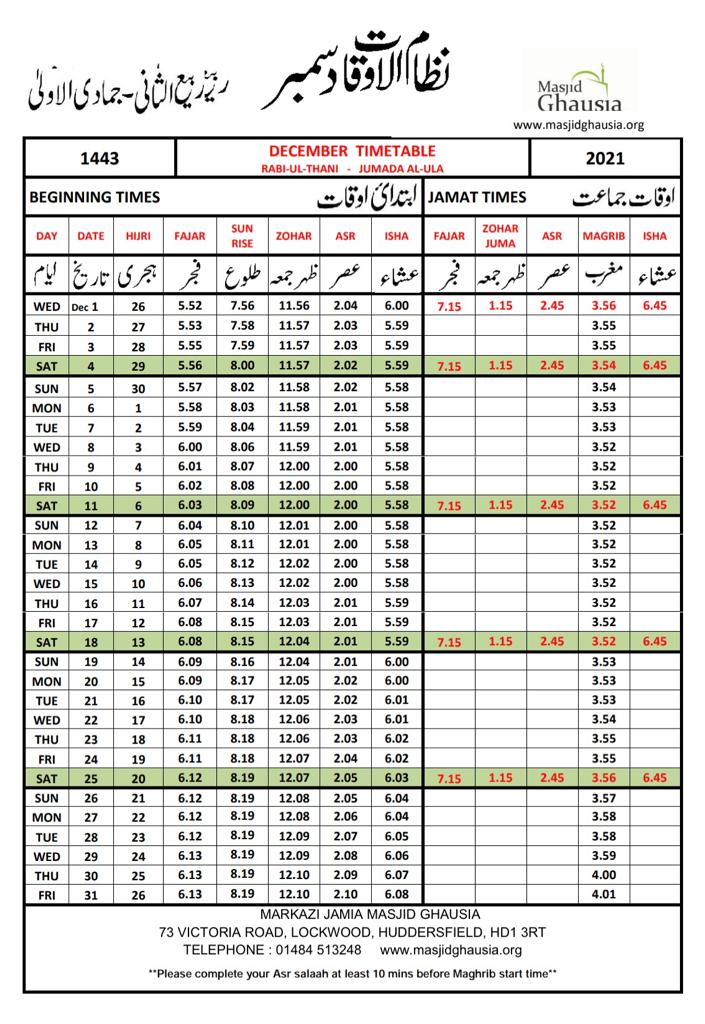 نظام الاوقات دسمبر
ربیع الثانی - جمادی الاولیٰ
Masjid
Ghausia
www.masjidghausia.org
1443 DECEMBER TIMETABLE 2021
RABI-UL-THANI - JUMADA AL-ULA
BEGINNING TIMES ابتدائی اوقات JAMAT TIMES اوقات جماعت
DAY DATE HIJRI FAJAR SUN RISE ZOHAR ASR ISHA FAJAR ZOHAR JUMA ASR MAGRIB ISHA
ایام تاریخ ہجری فجر طلوع ظہر جمعہ عصر عشاء فجر ظہر جمعہ عصر مغرب عشاء
WED Dec 1 26 5.52 7.56 11.56 2.04 6.00 7.15 1.15 2.45 3.56 6.45
THU 2 27 5.53 7.58 11.57 2.03 5.59 3.55
FRI 3 28 5.55 7.59 11.57 2.03 5.59 3.55
SAT 4 29 5.56 8.00 11.57 2.02 5.59 7.15 1.15 2.45 3.54 6.45
SUN 5 30 5.57 8.02 11.58 2.02 5.58 3.54
MON 6 1 5.58 8.03 11.58 2.01 5.58 3.53
TUE 7 2 5.59 8.04 11.59 2.01 5.58 3.53
WED 8 3 6.00 8.06 11.59 2.01 5.58 3.52
THU 9 4 6.01 8.07 12.00 2.00 5.58 3.52
FRI 10 5 6.02 8.08 12.00 2.00 5.58 3.52
SAT 11 6 6.03 8.09 12.00 2.00 5.58 7.15 1.15 2.45 3.52 6.45
SUN 12 7 6.04 8.10 12.01 2.00 5.58 3.52
MON 13 8 6.05 8.11 12.01 2.00 5.58 3.52
TUE 14 9 6.05 8.12 12.02 2.00 5.58 3.52
WED 15 10 6.06 8.13 12.02 2.00 5.58 3.52
THU 16 11 6.07 8.14 12.03 2.01 5.59 3.52
FRI 17 12 6.08 8.15 12.03 2.01 5.59 3.52
SAT 18 13 6.08 8.15 12.04 2.01 5.59 7.15 1.15 2.45 3.52 6.45
SUN 19 14 6.09 8.16 12.04 2.01 6.00 3.53
MON 20 15 6.09 8.17 12.05 2.02 6.00 3.53
TUE 21 16 6.10 8.17 12.05 2.02 6.01 3.53
WED 22 17 6.10 8.18 12.06 2.03 6.01 3.54
THU 23 18 6.11 8.18 12.06 2.03 6.02 3.55
FRI 24 19 6.11 8.18 12.07 2.04 6.02 3.55
SAT 25 20 6.12 8.19 12.07 2.05 6.03 7.15 1.15 2.45 3.56 6.45
SUN 26 21 6.12 8.19 12.08 2.05 6.04 3.57
MON 27 22 6.12 8.19 12.08 2.06 6.04 3.58
TUE 28 23 6.12 8.19 12.09 2.07 6.05 3.58
WED 29 24 6.13 8.19 12.09 2.08 6.06 3.59
THU 30 25 6.13 8.19 12.10 2.09 6.07 4.00
FRI 31 26 6.13 8.19 12.10 2.10 6.08 4.01
MARKAZI JAMIA MASJID GHAUSIA
73 VICTORIA ROAD, LOCKWOOD, HUDDERSFIELD, HD1 3RT
TELEPHONE : 01484 513248 www.masjidghausia.org
**Please complete your Asr salaah at least 10 mins before Maghrib start time**